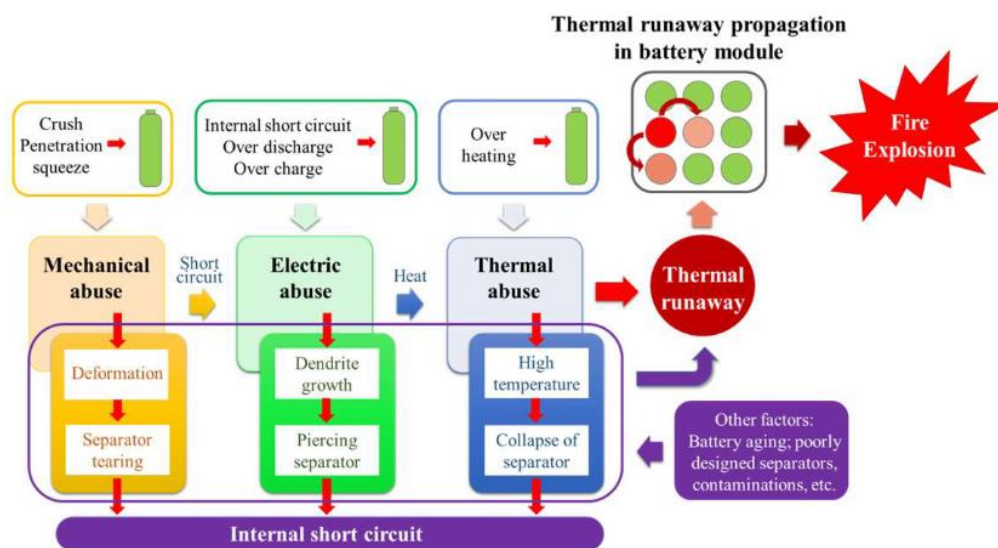 Thermal runaway propagation
in battery module
Crush
Penetration
squeeze
Internal short circuit
Over discharge
Over charge
Over
heating
Fire
Explosion
Mechanical
abuse
Short
circuit
Electric
abuse
Heat
Thermal
abuse
Thermal
runaway
Deformation
Separator
tearing
Dendrite
growth
Piercing
separator
High
temperature
Collapse of
separator
Other factors:
Battery aging; poorly
designed separators,
contaminations, etc.
Internal short circuit